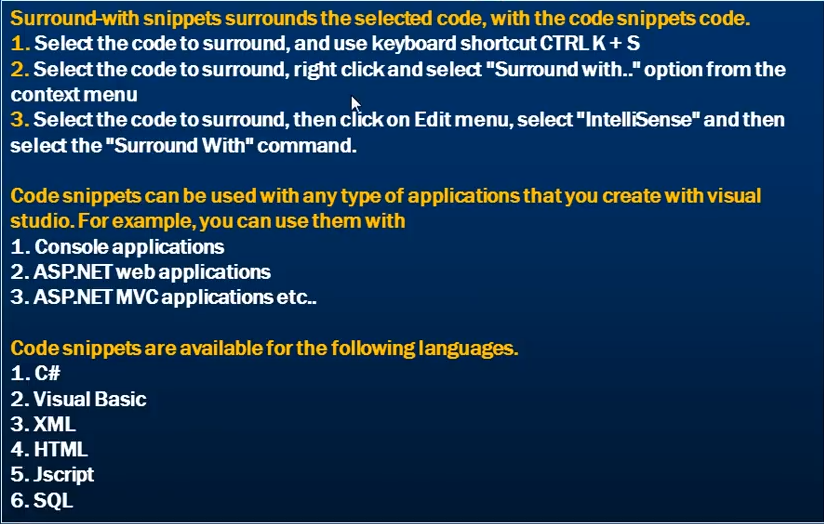 Surround-with snippets surrounds the selected code, with the code snippets code.
1. Select the code to surround, and use keyboard shortcut CTRL K + S
2. Select the code to surround, right click and select "Surround with.." option from the
context menu
3. Select the code to surround, then click on Edit menu, select "IntelliSense" and then
select the "Surround With" command.
Code snippets can be used with any type of applications that you create with visual
studio. For example, you can use them with
1. Console applications
2. ASP.NET web applications
3. ASP.NET MVC applications etc..
Code snippets are available for the following languages.
1. C#
2. Visual Basic
3. XML
4. HTML
5. Jscript
6. SQL